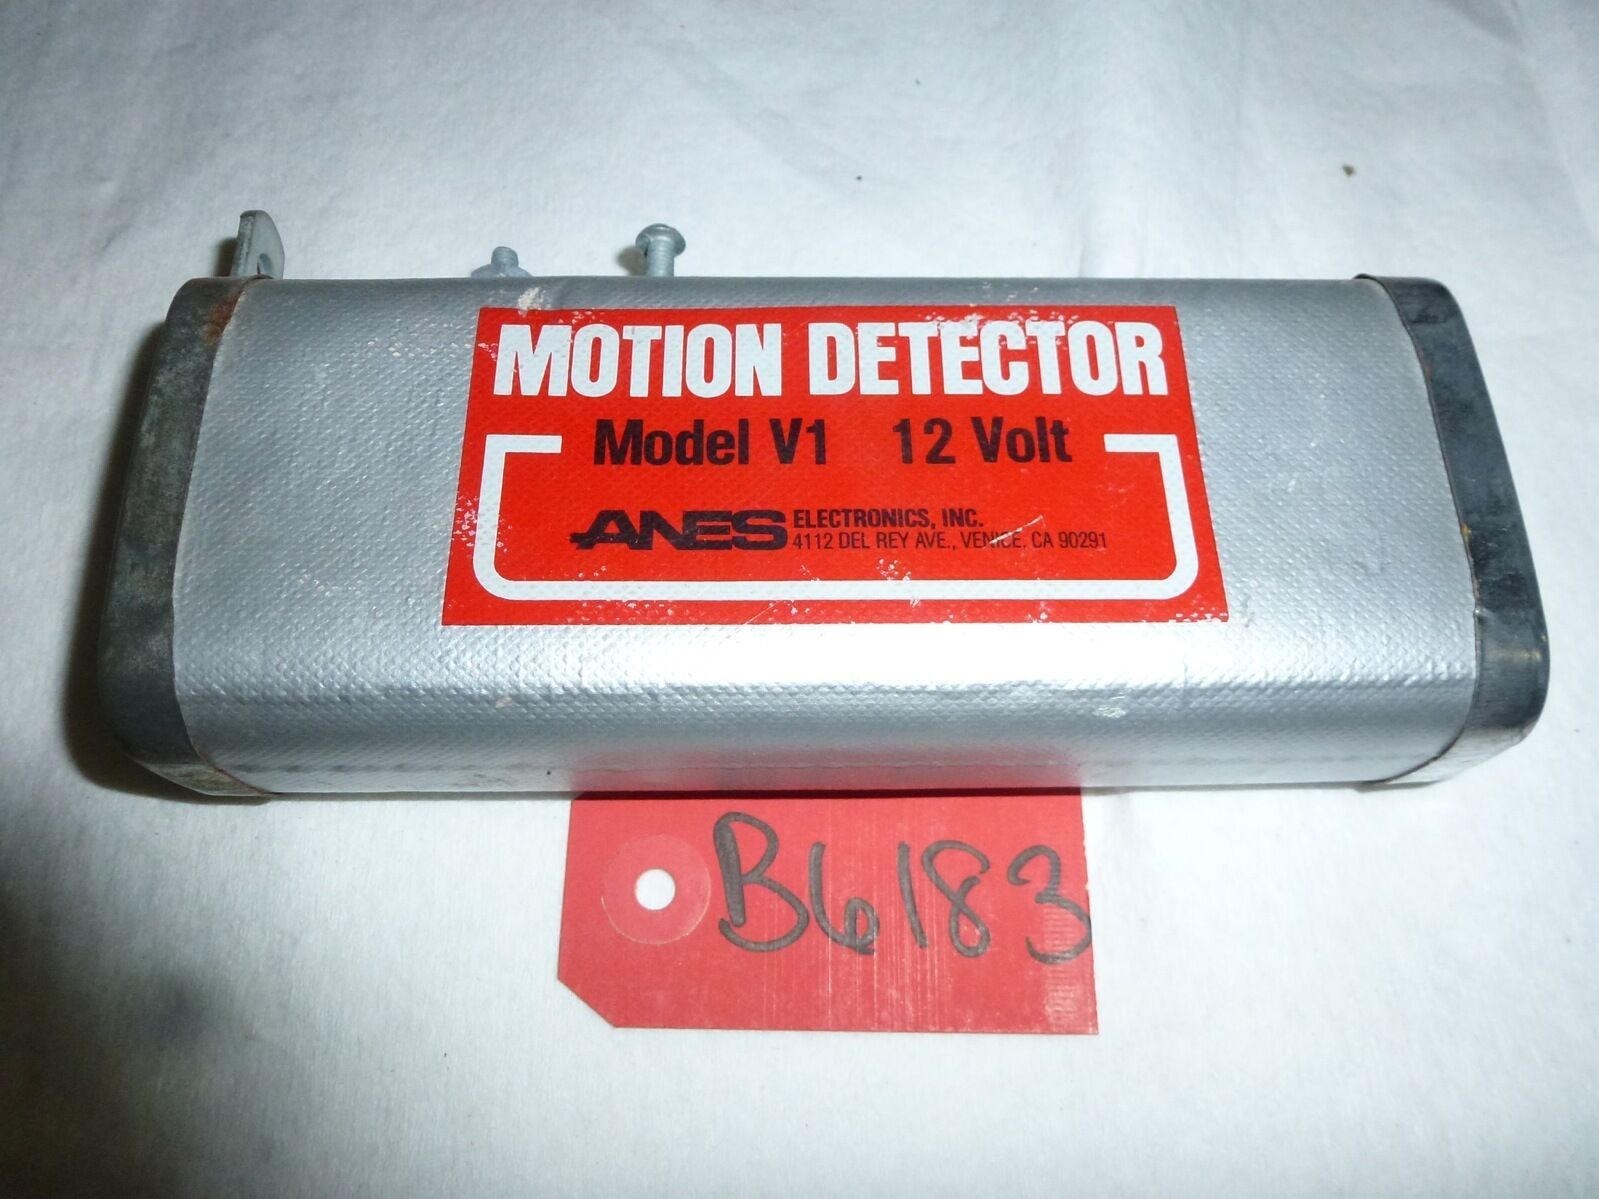 MOTION DETECTOR
Model V1 12 Volt
ANES ELECTRONICS, INC.
4112 DEL REY AVE., VENICE, CA 90291
B6183